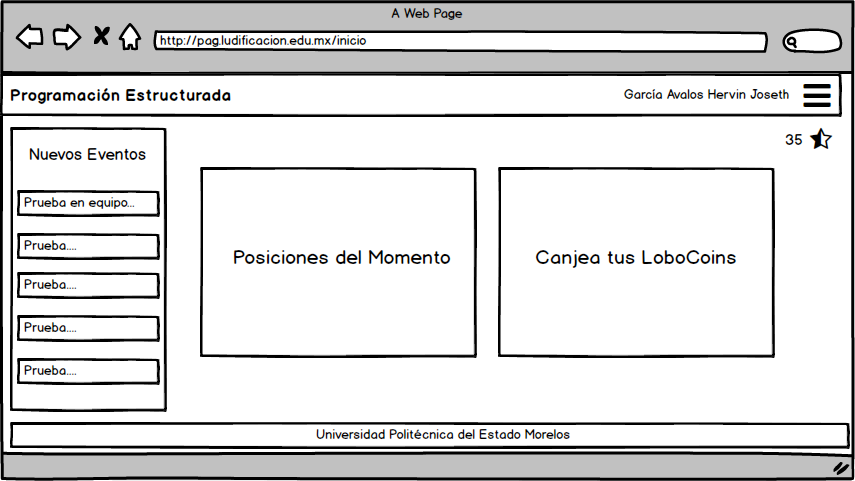 A Web Page
http://pag.ludificacion.edu.mx/inicio
Programación Estructurada
García Avalos Hervin Joseth
35
Nuevos Eventos
Prueba en equipo...
Prueba....
Prueba....
Prueba....
Prueba....
Posiciones del Momento
Canjea tus LoboCoins
Universidad Politécnica del Estado Morelos